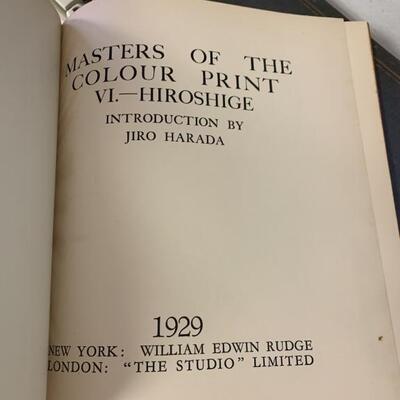 MASTERS OF THE
COLOUR PRINT
VI.—HIROSHIGE
INTRODUCTION BY
JIRO HARADA
1929
NEW YORK: WILLIAM EDWIN RUDGE
LONDON: "THE STUDIO" LIMITED